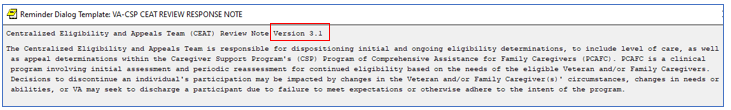 Reminder Dialog Template: VA-CSP CEAT REVIEW RESPONSE NOTE
Centralized Eligibility and Appeals Team (CEAT) Review Note Version 3.1
The Centralized Eligibility and Appeals Team is responsible for dispositioning initial and ongoing eligibility determinations, to include level of care, as well
as appeal determinations within the Caregiver Support Program's (CSP) Program of Comprehensive Assistance for Family Caregivers (PCAFC). PCAFC is a clinical
program involving initial assessment and periodic reassessment for continued eligibility based on the needs of the eligible Veteran and/or Family Caregivers.
Decisions to discontinue an individual's participation may be impacted by changes in the Veteran and/or Family Caregiver(s)' circumstances, changes in needs or
abilities, or VA may seek to discharge a participant due to failure to meet expectations or otherwise adhere to the intent of the program.